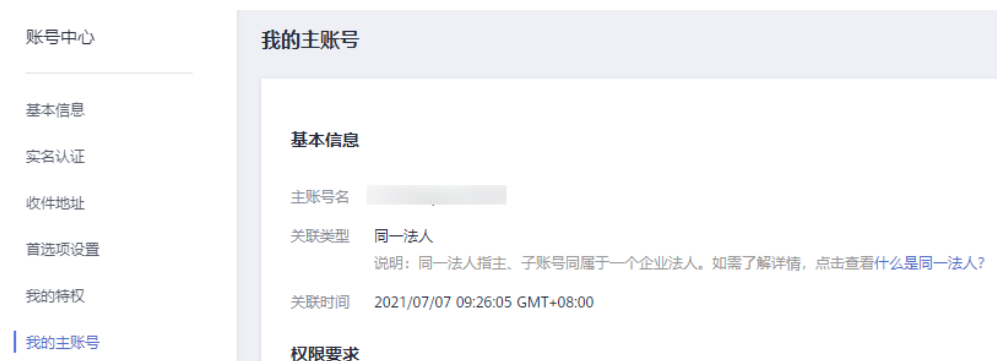 账号中心
基本信息
实名认证
收件地址
首选项设置
我的特权
我的主账号
我的主账号
基本信息
主账号名
关联类型 同一法人
说明：同一法人指主、子账号同属于一个企业法人。如需了解详情，点击查看什么是同一法人?
关联时间 2021/07/07 09:26:05 GMT+08:00
权限要求